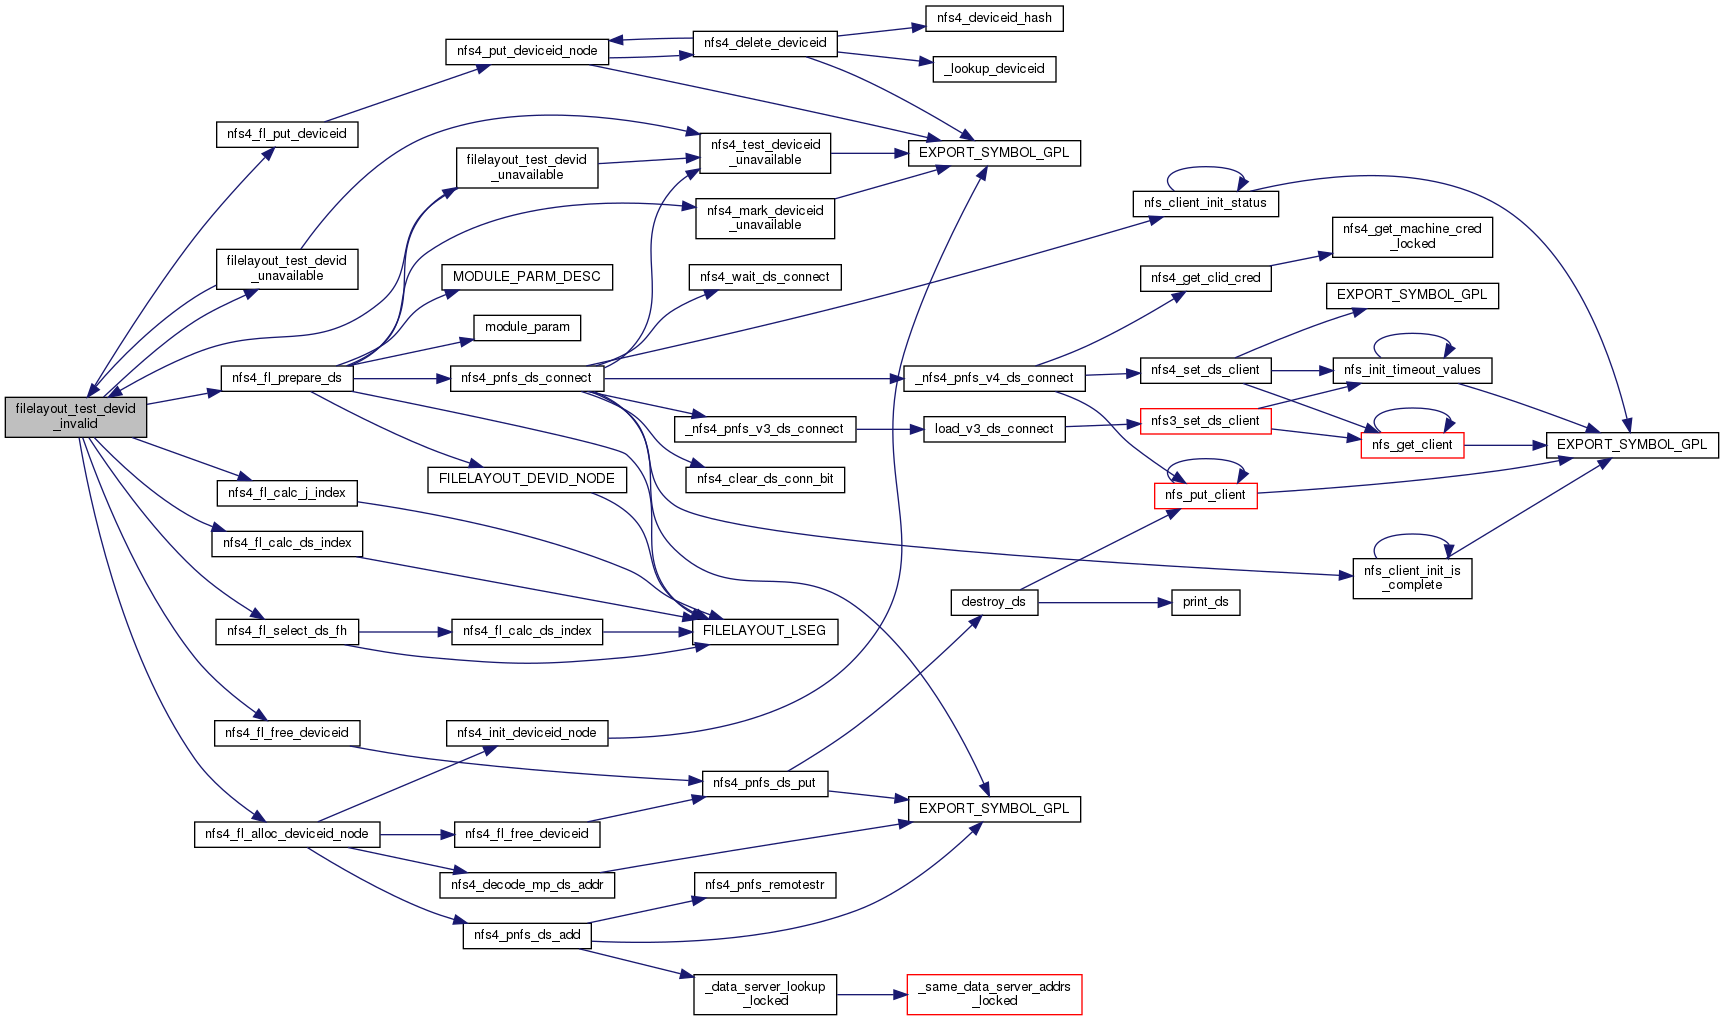 nfs4_deviceid_hash
nfs4_put_deviceid_node
nfs4_delete_deviceid
_lookup_deviceid
nfs4_fl_put_deviceid
filelayout_test_devid
_unavailable
nfs4_test_deviceid
_unavailable
EXPORT_SYMBOL_GPL
nfs4_mark_deviceid
_unavailable
nfs_client_init_status
nfs4_get_machine_cred
_locked
filelayout_test_devid
_unavailable
MODULE_PARM_DESC
nfs4_wait_ds_connect
nfs4_get_clid_cred
EXPORT_SYMBOL_GPL
module_param
nfs4_fl_prepare_ds
nfs4_pnfs_ds_connect
_nfs4_pnfs_v4_ds_connect
nfs4_set_ds_client
nfs_init_timeout_values
filelayout_test_devid
_invalid
_nfs4_pnfs_v3_ds_connect
load_v3_ds_connect
nfs3_set_ds_client
nfs_get_client
EXPORT_SYMBOL_GPL
nfs4_fl_calc_j_index
FILELAYOUT_DEVID_NODE
nfs4_clear_ds_conn_bit
nfs_put_client
nfs4_fl_calc_ds_index
nfs_client_init_is
_complete
nfs4_fl_select_ds_fh
nfs4_fl_calc_ds_index
FILELAYOUT_LSEG
destroy_ds
print_ds
nfs4_fl_free_deviceid
nfs4_init_deviceid_node
nfs4_pnfs_ds_put
EXPORT_SYMBOL_GPL
nfs4_fl_alloc_deviceid_node
nfs4_fl_free_deviceid
nfs4_decode_mp_ds_addr
nfs4_pnfs_remotestr
nfs4_pnfs_ds_add
_data_server_lookup
_locked
_same_data_server_addrs
_locked